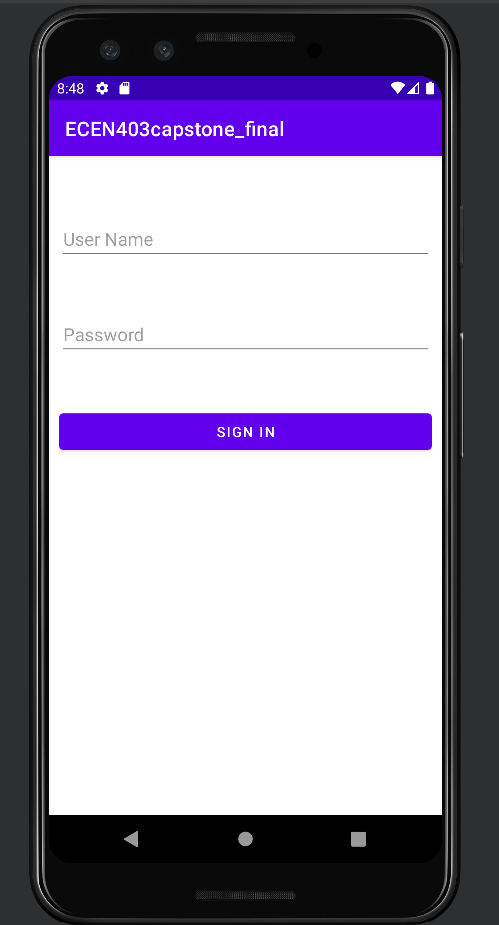 8:48
ECEN403capstone_final
User Name
Password
SIGN IN